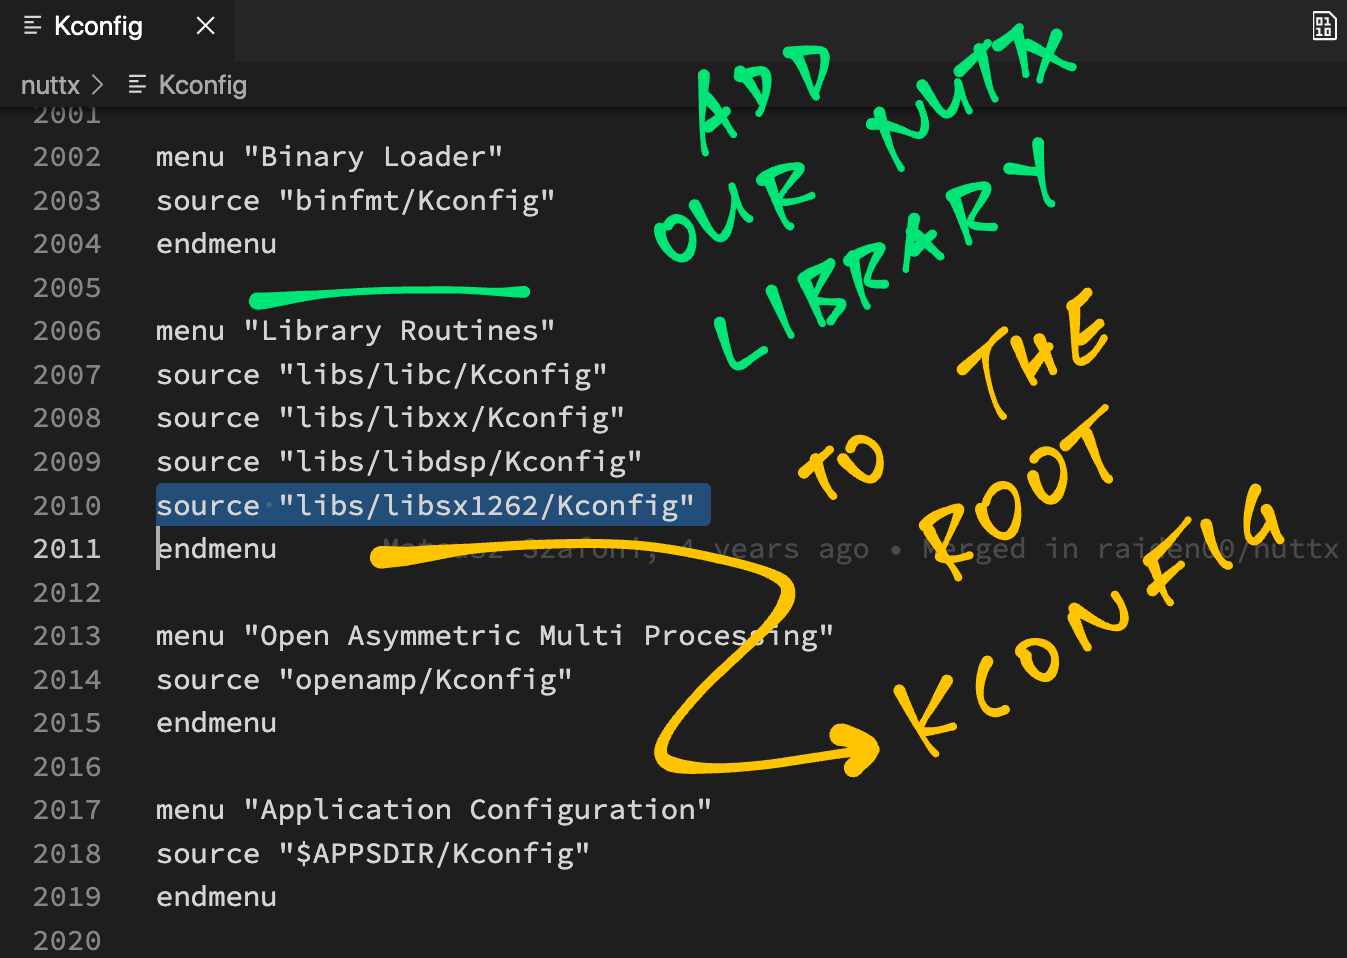 Kconfig
nuttx > Kconfig
2001
2002 menu "Binary Loader"
2003 source "binfmt/Kconfig"
2004 endmenu
2005
2006 menu "Library Routines"
2007 source "libs/libc/Kconfig"
2008 source "libs/libxx/Kconfig"
2009 source "libs/libdsp/Kconfig"
2010 source "libs/libsx1262/Kconfig"
2011 endmenu 4 years ago • Merged in raiden00/nuttx
2012
2013 menu "Open Asymmetric Multi Processing"
2014 source "openamp/Kconfig"
2015 endmenu
2016
2017 menu "Application Configuration"
2018 source "$APPSDIR/Kconfig"
2019 endmenu
2020
ADD
OUR NUTTX
LIBRARY
TO THE
ROOT
KCONFIG